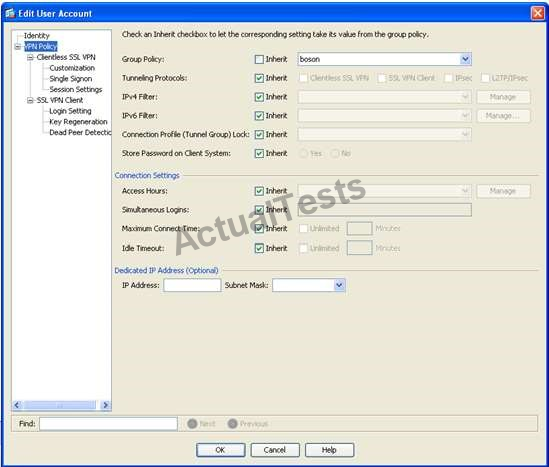 Edit User Account
Identity
VPN Policy
Clientless SSL VPN
Customization
Single Signon
Session Settings
SSL VPN Client
Login Setting
Key Regeneration
Dead Peer Detectic
Check an Inherit checkbox to let the corresponding setting take its value from the group policy.
Group Policy: Inherit boson
Tunneling Protocols: Inherit Clientless SSL VPN SSL VPN Client IPsec L2TP/IPsec
IPv4 Filter: Inherit Manage
IPv6 Filter: Inherit Manage...
Connection Profile (Tunnel Group) Lock: Inherit
Store Password on Client System: Inherit Yes No
Connection Settings
Access Hours: Inherit Manage
Simultaneous Logins: Inherit
Maximum Connect Time: Inherit Unlimited Minutes
Idle Timeout: Inherit Unlimited Minutes
ActualTests
Dedicated IP Address (Optional)
IP Address: Subnet Mask:
Find: Next Previous
OK Cancel Help